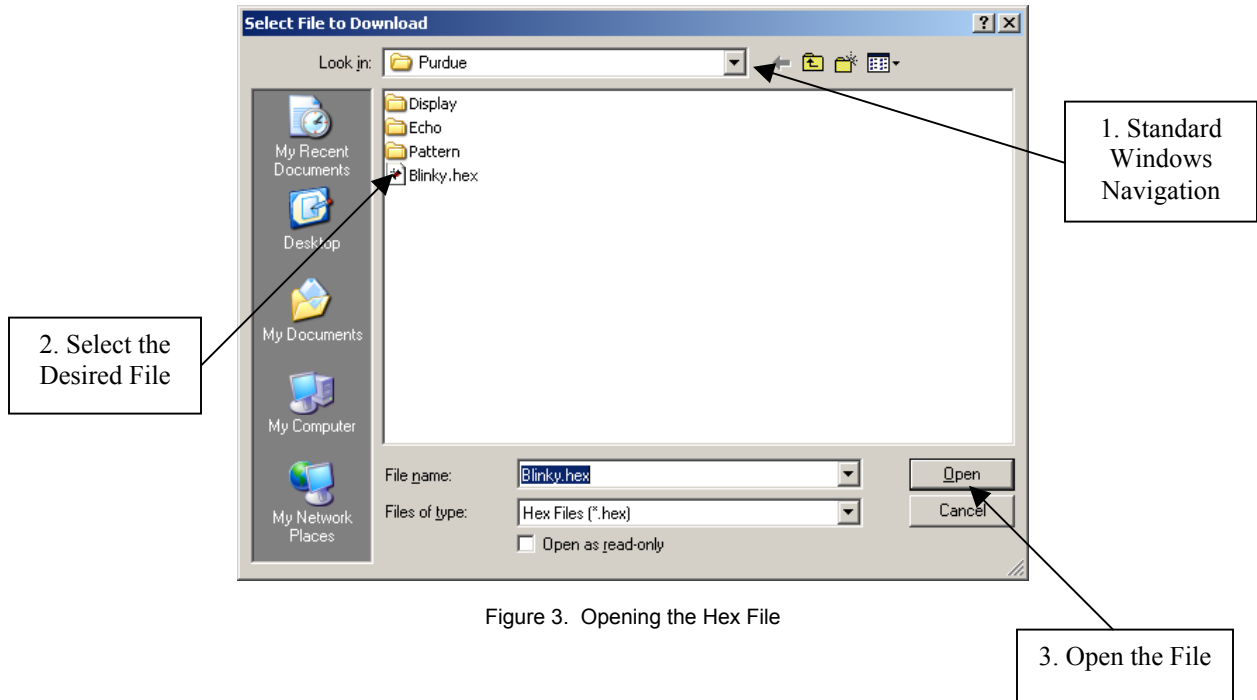 Select File to Download
Look in:
Purdue
Display
Echo
Pattern
Blinky.hex
My Recent
Documents
Desktop
My Documents
My Computer
My Network
Places
File name:
Blinky.hex
Open
Files of type:
Hex Files (*.hex)
Cancel
Open as read-only
1. Standard
Windows
Navigation
2. Select the
Desired File
3. Open the File
Figure 3. Opening the Hex File